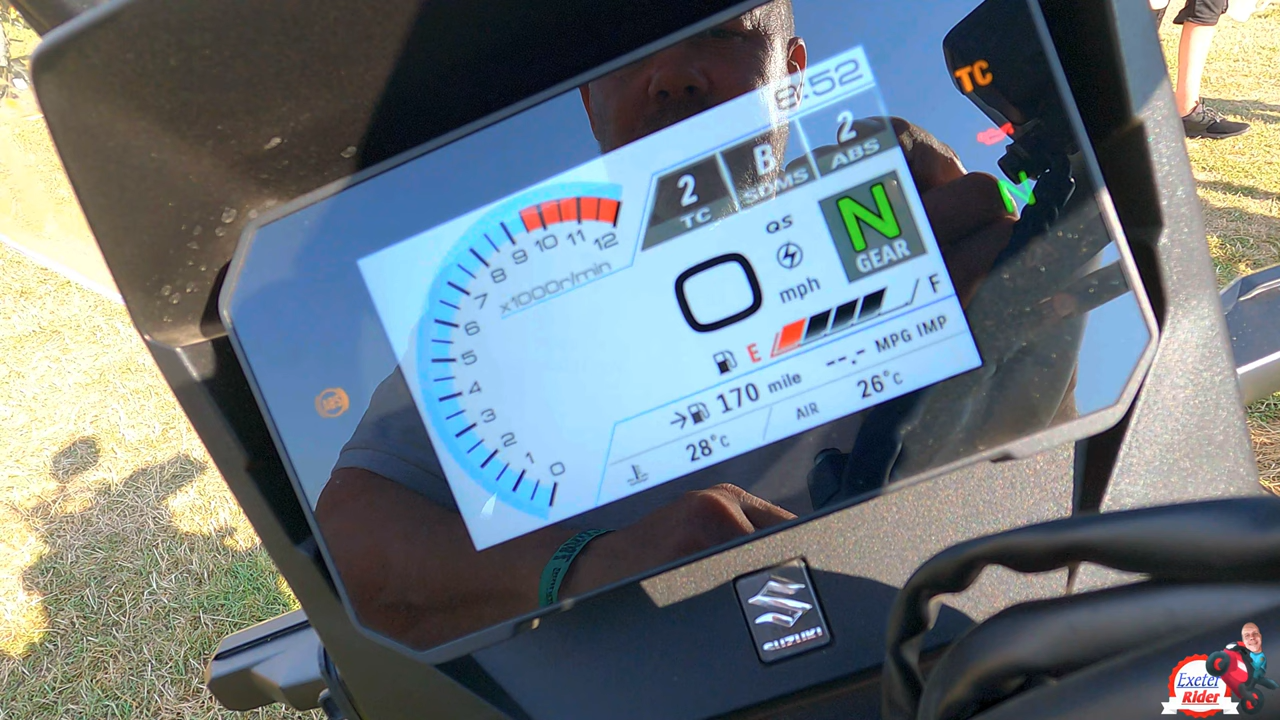 8:52
2 B 2
TC SDMS ABS
TC
N
N
GEAR
QS
mph
0
x1000r/min
0 1 2 3 4 5 6 7 8 9 10 11 12
E F
170 mile
--.- MPG IMP
28°C
AIR 26°C
ABS
SUZUKI
Exeter
Rider